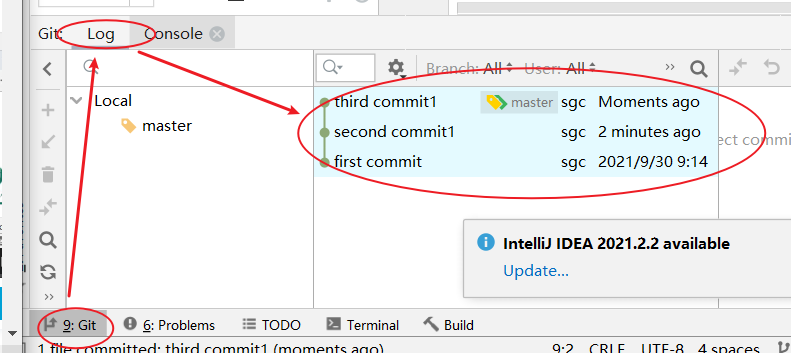 Git: Log Console
Branch: All User: All
Local
master
third commit1 master sgc Moments ago
second commit1 sgc 2 minutes ago
first commit sgc 2021/9/30 9:14
IntelliJ IDEA 2021.2.2 available
Update...
9: Git 6: Problems TODO Terminal Build
1 file committed: third commit1 (moments ago) 9:2 CRLF UTF-8 4 spaces